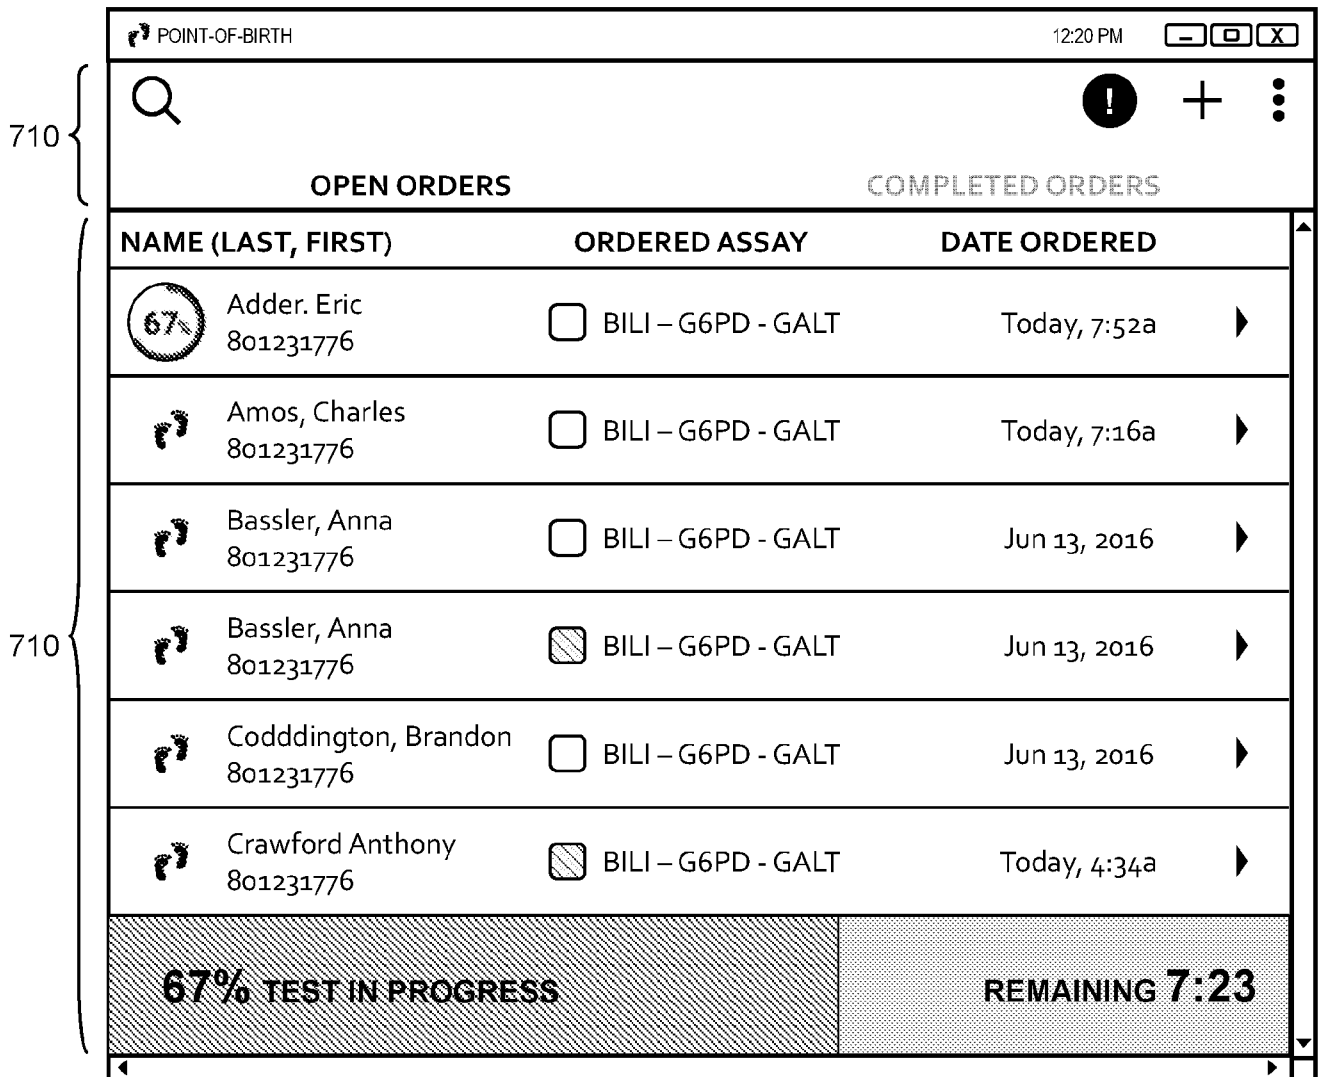 POINT-OF-BIRTH 12:20 PM X
710
!
OPEN ORDERS COMPLETED ORDERS
NAME (LAST, FIRST) ORDERED ASSAY DATE ORDERED
67%
Adder. Eric
801231776
BILI – G6PD - GALT Today, 7:52a
Amos, Charles
801231776
BILI – G6PD - GALT Today, 7:16a
Bassler, Anna
801231776
BILI – G6PD - GALT Jun 13, 2016
710
Bassler, Anna
801231776
BILI – G6PD - GALT Jun 13, 2016
Codddington, Brandon
801231776
BILI – G6PD - GALT Jun 13, 2016
Crawford Anthony
801231776
BILI – G6PD - GALT Today, 4:34a
67% TEST IN PROGRESS REMAINING 7:23